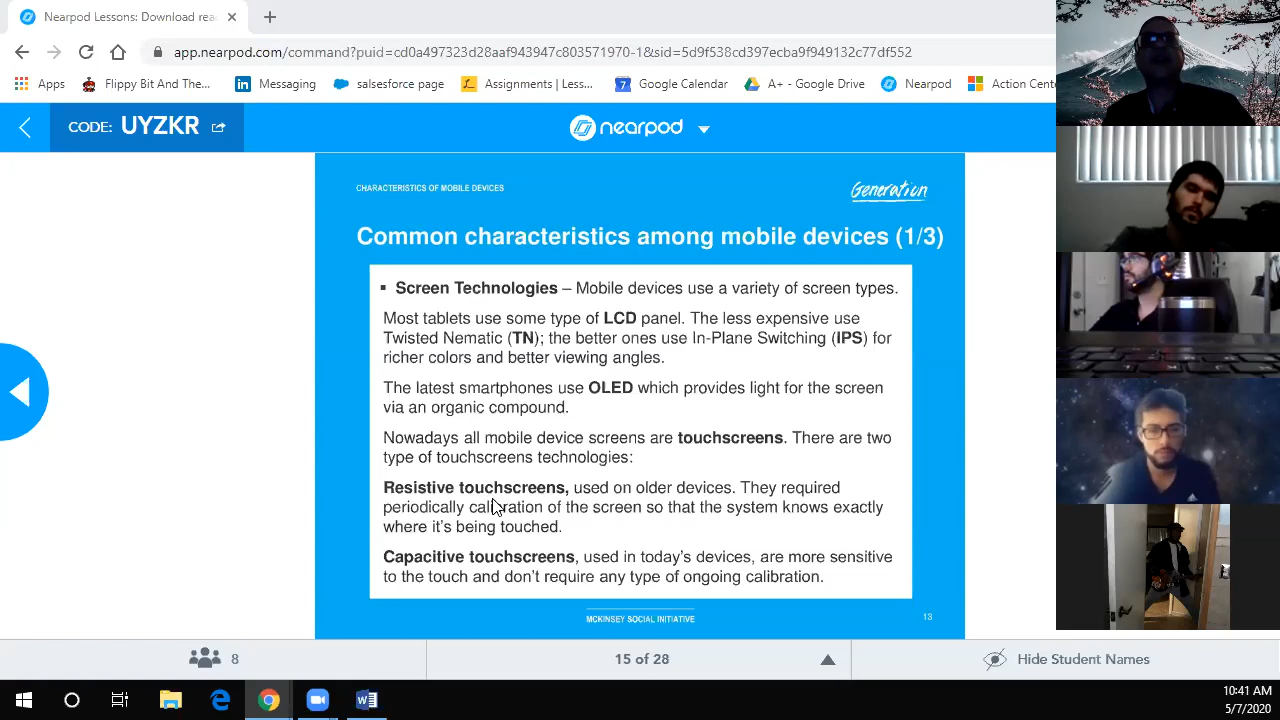 Nearpod Lessons: Download rea
app.nearpod.com/command?puid=cd0a497323d28aaf943947c803571970-1&sid=5d9f538cd397ecba9f949132c77df552
Apps Flippy Bit And The... Messaging salsesforce page Assignments | Less... Google Calendar A+ - Google Drive Nearpod Action Cent
CODE: UYZKR nearpod
CHARACTERISTICS OF MOBILE DEVICES Generation
Common characteristics among mobile devices (1/3)
▪ Screen Technologies – Mobile devices use a variety of screen types.
Most tablets use some type of LCD panel. The less expensive use
Twisted Nematic (TN); the better ones use In-Plane Switching (IPS) for
richer colors and better viewing angles.
The latest smartphones use OLED which provides light for the screen
via an organic compound.
Nowadays all mobile device screens are touchscreens. There are two
type of touchscreens technologies:
Resistive touchscreens, used on older devices. They required
periodically calibration of the screen so that the system knows exactly
where it's being touched.
Capacitive touchscreens, used in today's devices, are more sensitive
to the touch and don't require any type of ongoing calibration.
MCKINSEY SOCIAL INITIATIVE 13
8 15 of 28 Hide Student Names
10:41 AM
5/7/2020